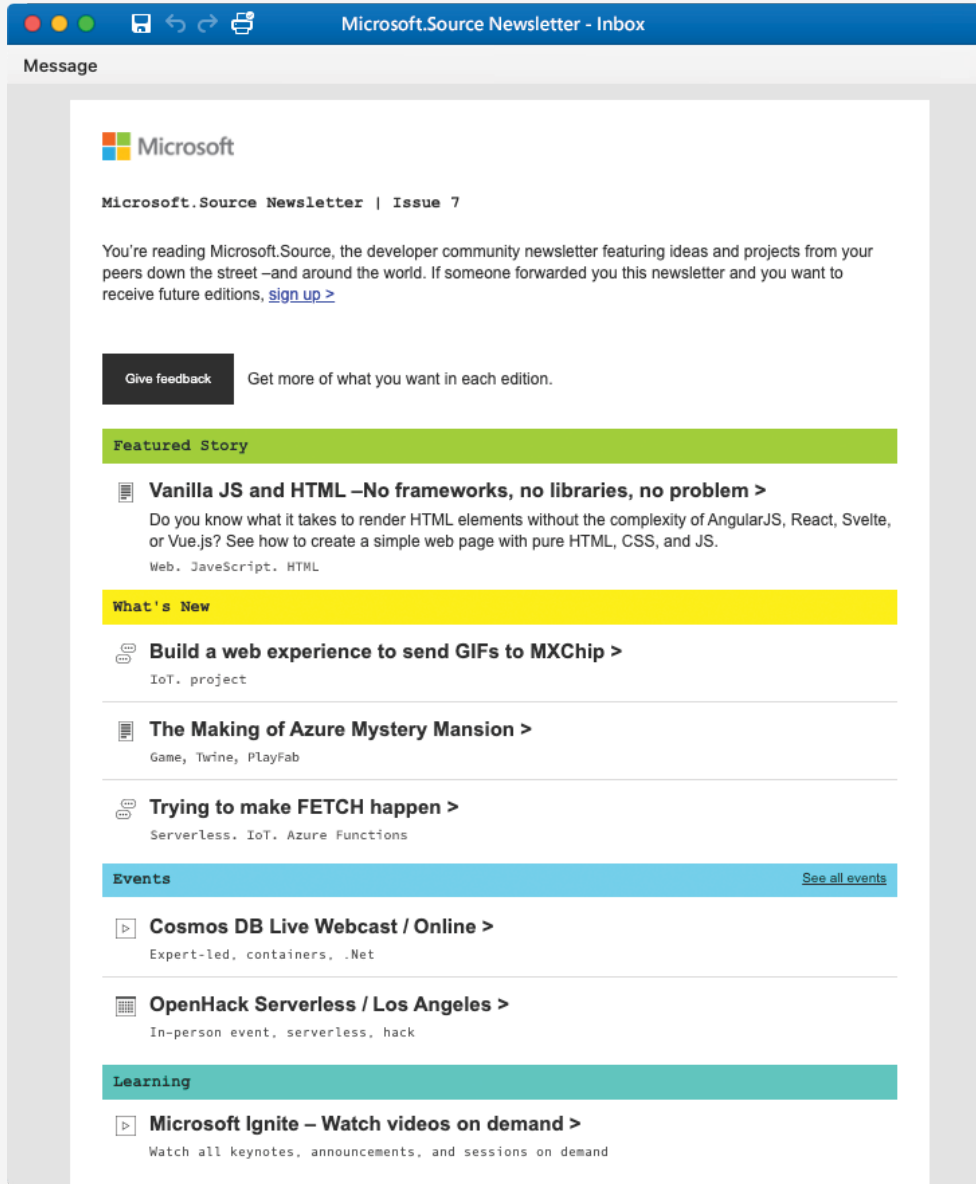 Microsoft.Source Newsletter - Inbox
Message
Microsoft
Microsoft.Source Newsletter | Issue 7
You're reading Microsoft.Source, the developer community newsletter featuring ideas and projects from your
peers down the street –and around the world. If someone forwarded you this newsletter and you want to
receive future editions, sign up >
Give feedback Get more of what you want in each edition.
Featured Story
Vanilla JS and HTML –No frameworks, no libraries, no problem >
Do you know what it takes to render HTML elements without the complexity of AngularJS, React, Svelte,
or Vue.js? See how to create a simple web page with pure HTML, CSS, and JS.
Web. JaveScript. HTML
What's New
Build a web experience to send GIFs to MXChip >
IoT. project
The Making of Azure Mystery Mansion >
Game, Twine, PlayFab
Trying to make FETCH happen >
Serverless. IoT. Azure Functions
Events See all events
Cosmos DB Live Webcast / Online >
Expert-led, containers, .Net
OpenHack Serverless / Los Angeles >
In-person event, serverless, hack
Learning
Microsoft Ignite – Watch videos on demand >
Watch all keynotes, announcements, and sessions on demand